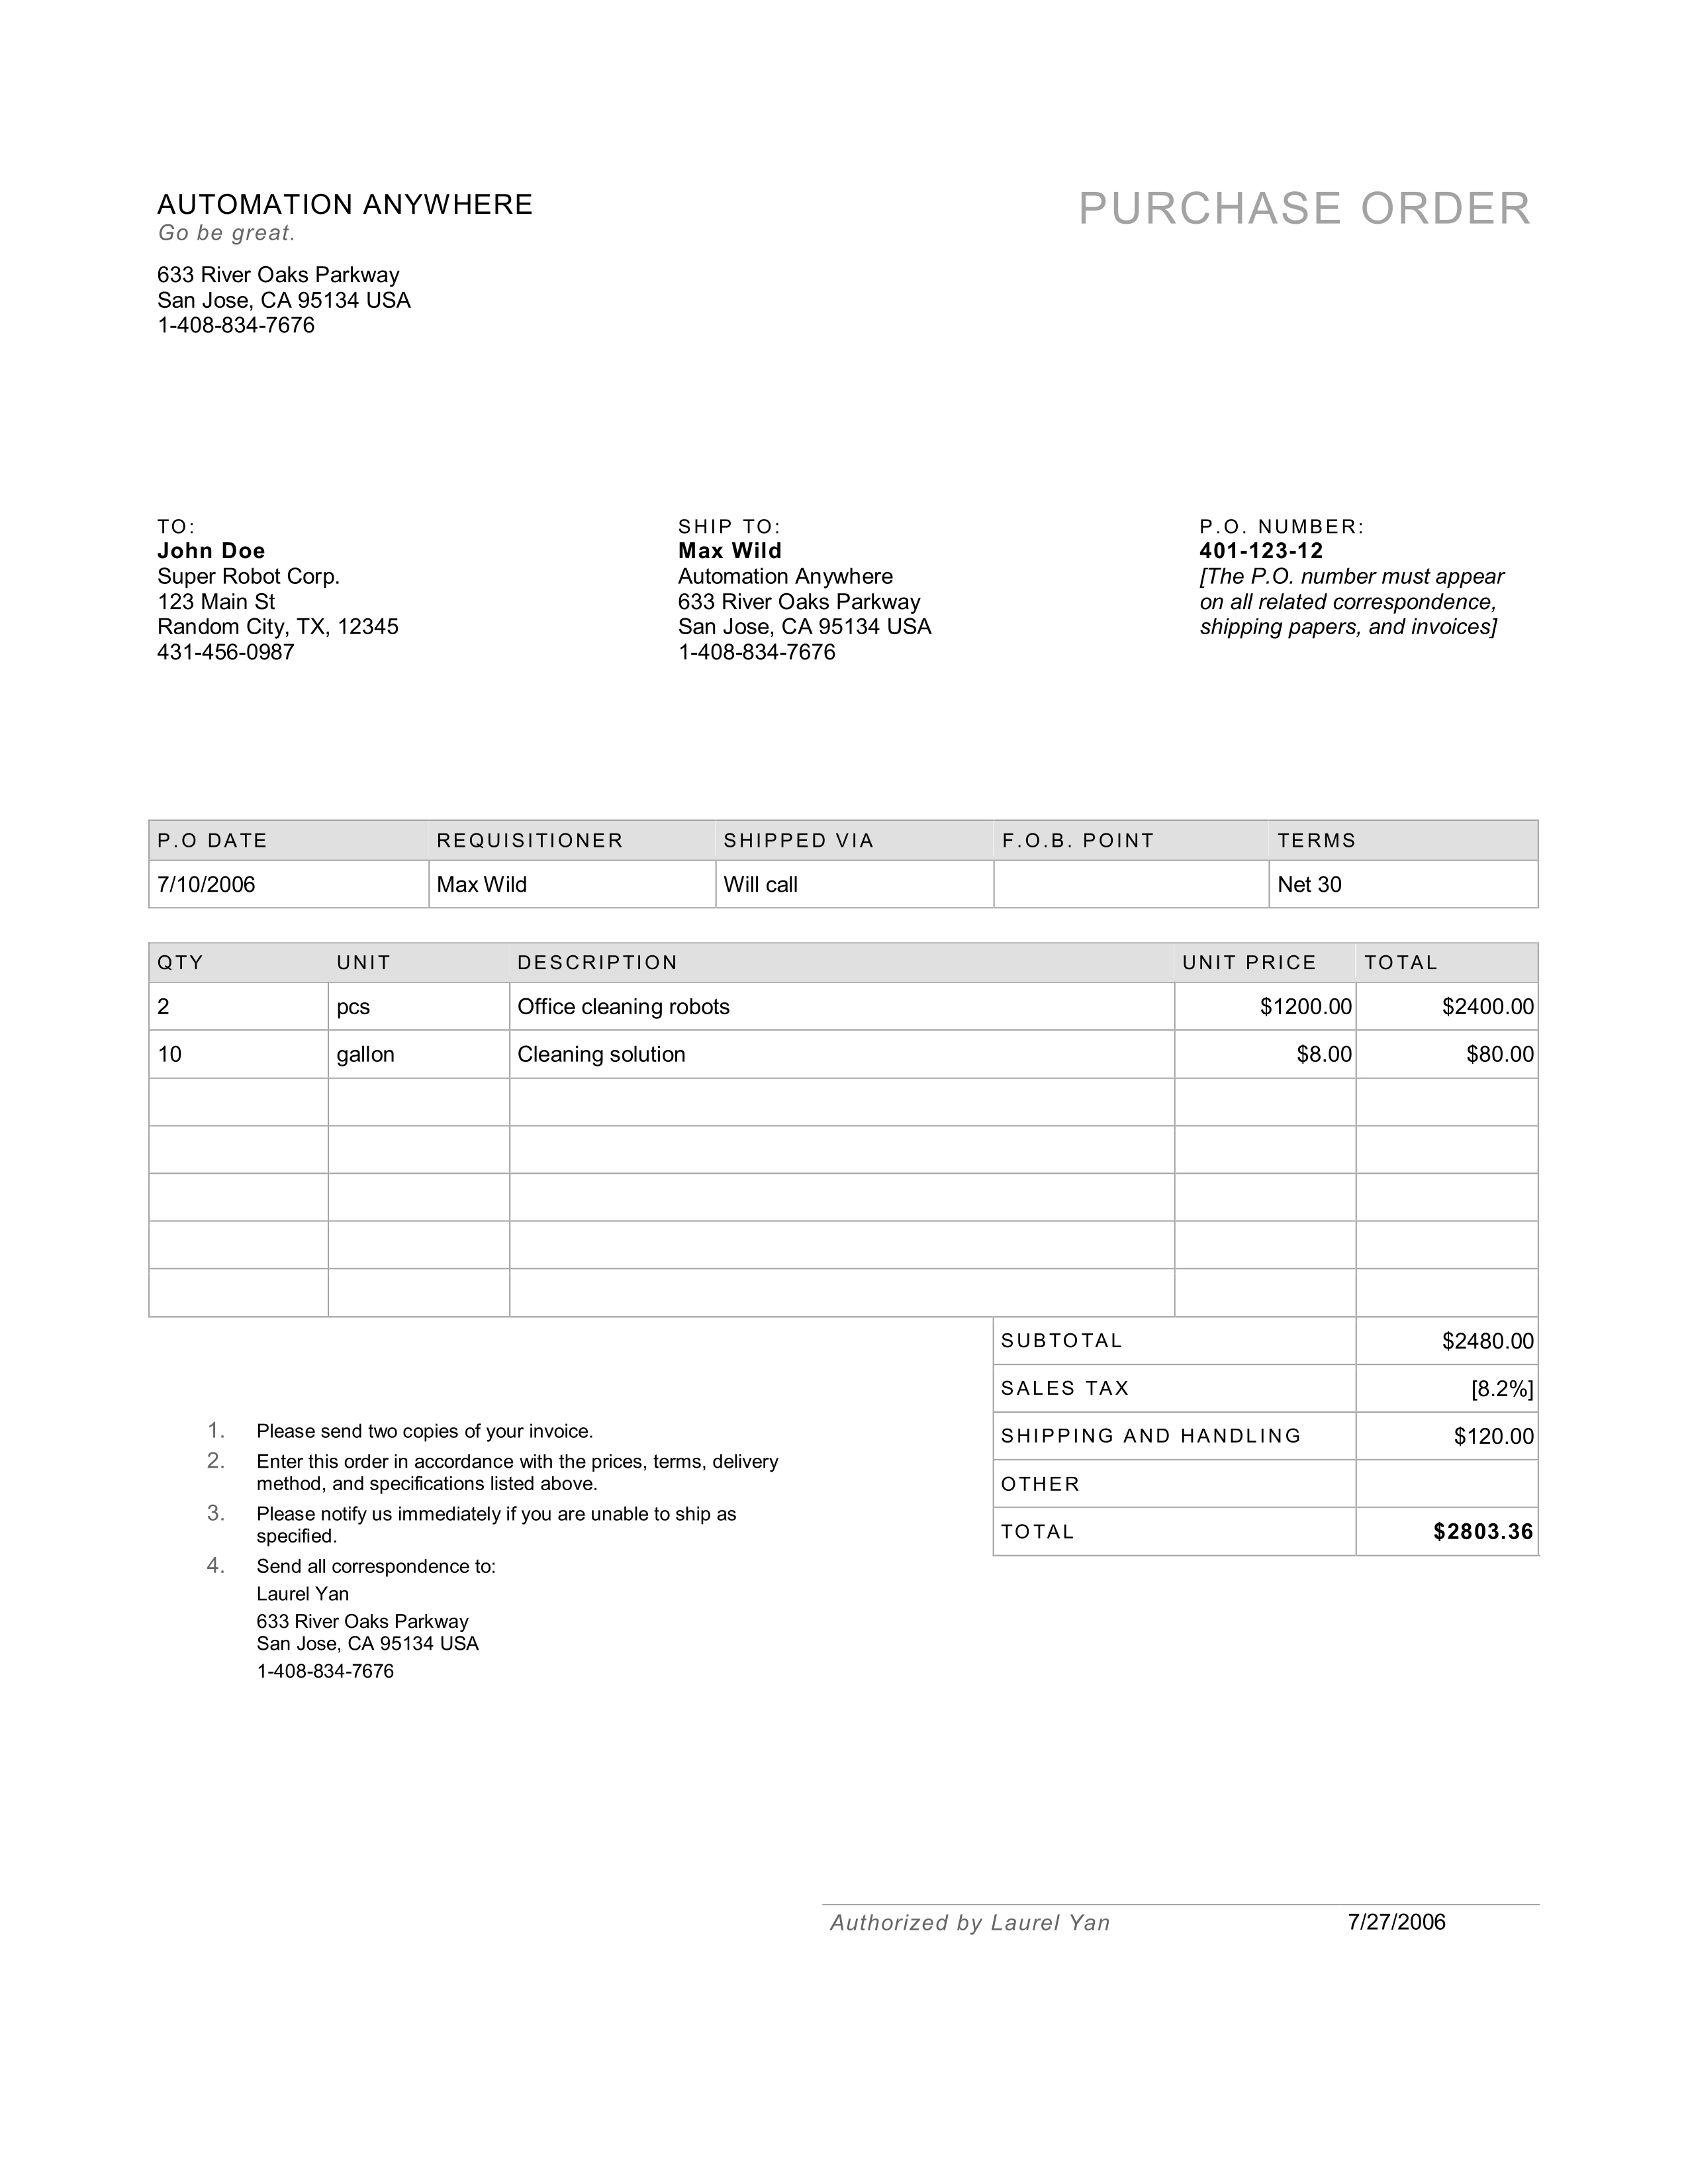 AUTOMATION ANYWHERE
PURCHASE ORDER
Go be great.
633 River Oaks Parkway
San Jose, CA 95134 USA
1-408-834-7676
TO:
John Doe
Super Robot Corp.
123 Main St
Random City, TX, 12345
431-456-0987
SHIP TO:
Max Wild
Automation Anywhere
633 River Oaks Parkway
San Jose, CA 95134 USA
1-408-834-7676
P.O. NUMBER:
401-123-12
[The P.O. number must appear
on all related correspondence,
shipping papers, and invoices]
P.O DATE REQUISITIONER SHIPPED VIA F.O.B. POINT TERMS
7/10/2006 Max Wild Will call Net 30
QTY UNIT DESCRIPTION UNIT PRICE TOTAL
2 pcs Office cleaning robots $1200.00 $2400.00
10 gallon Cleaning solution $8.00 $80.00
SUBTOTAL $2480.00
SALES TAX [8.2%]
SHIPPING AND HANDLING $120.00
OTHER
TOTAL $2803.36
1. Please send two copies of your invoice.
2. Enter this order in accordance with the prices, terms, delivery
method, and specifications listed above.
3. Please notify us immediately if you are unable to ship as
specified.
4. Send all correspondence to:
Laurel Yan
633 River Oaks Parkway
San Jose, CA 95134 USA
1-408-834-7676
Authorized by Laurel Yan 7/27/2006